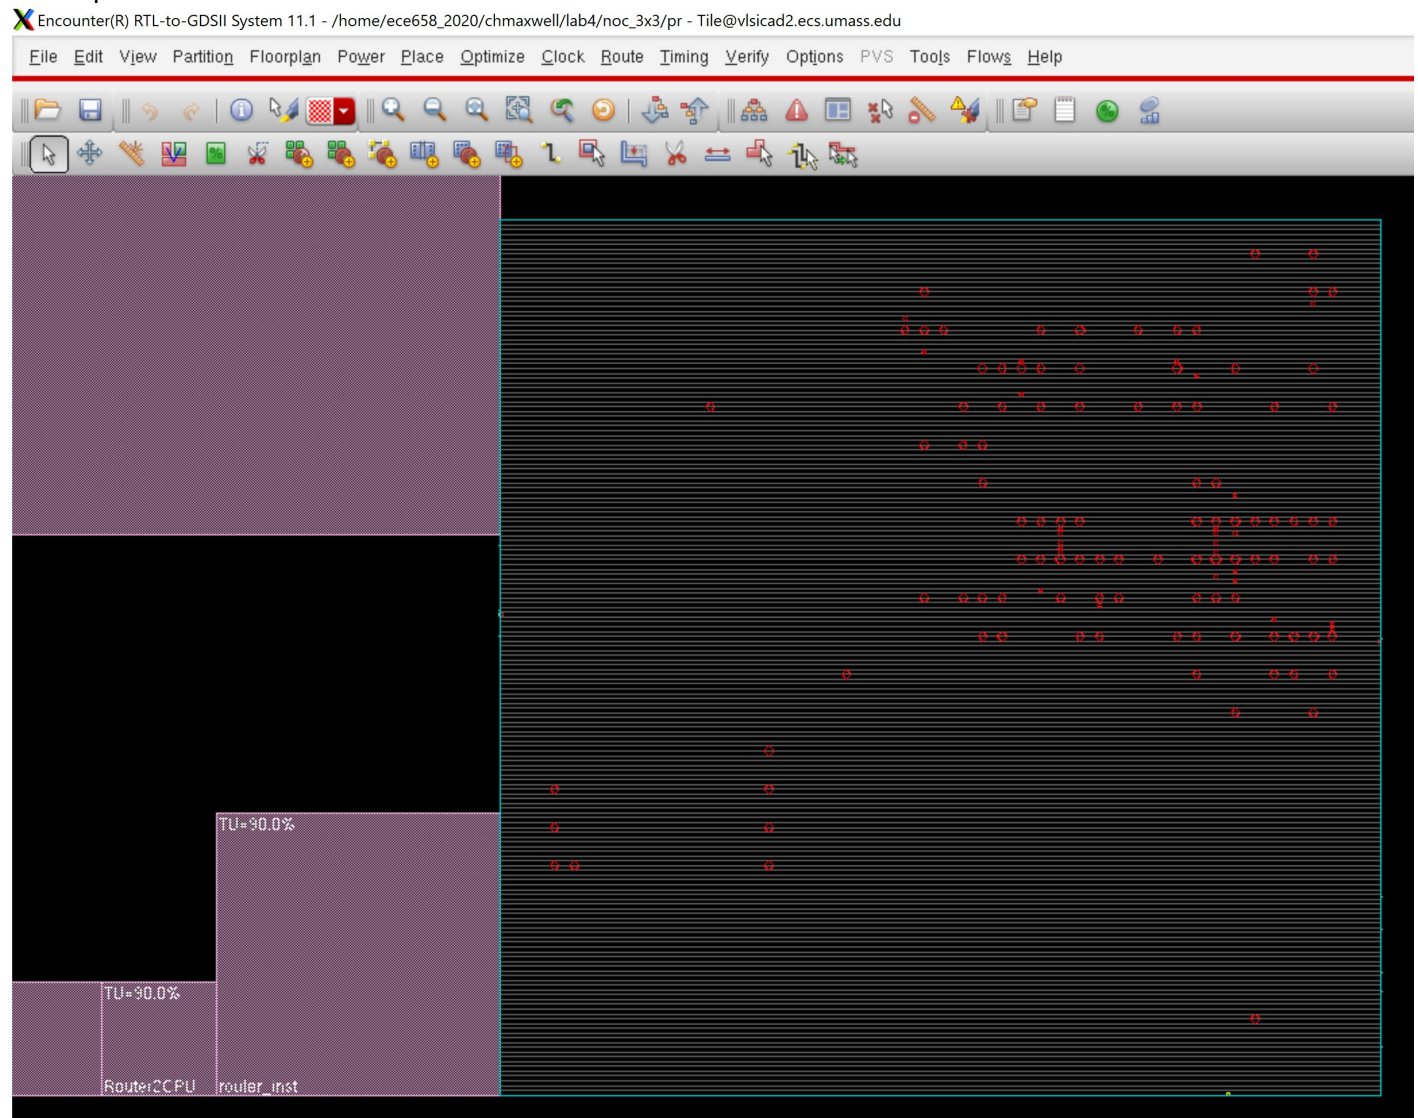 Encounter(R) RTL-to-GDSII System 11.1 - /home/ece658_2020/chmaxwell/lab4/noc_3x3/pr - Tile@vlsicad2.ecs.umass.edu
File Edit View Partition Floorplan Power Place Optimize Clock Route Timing Verify Options PVS Tools Flows Help
TU=90.0%
TU=90.0%
Router2CPU router_inst